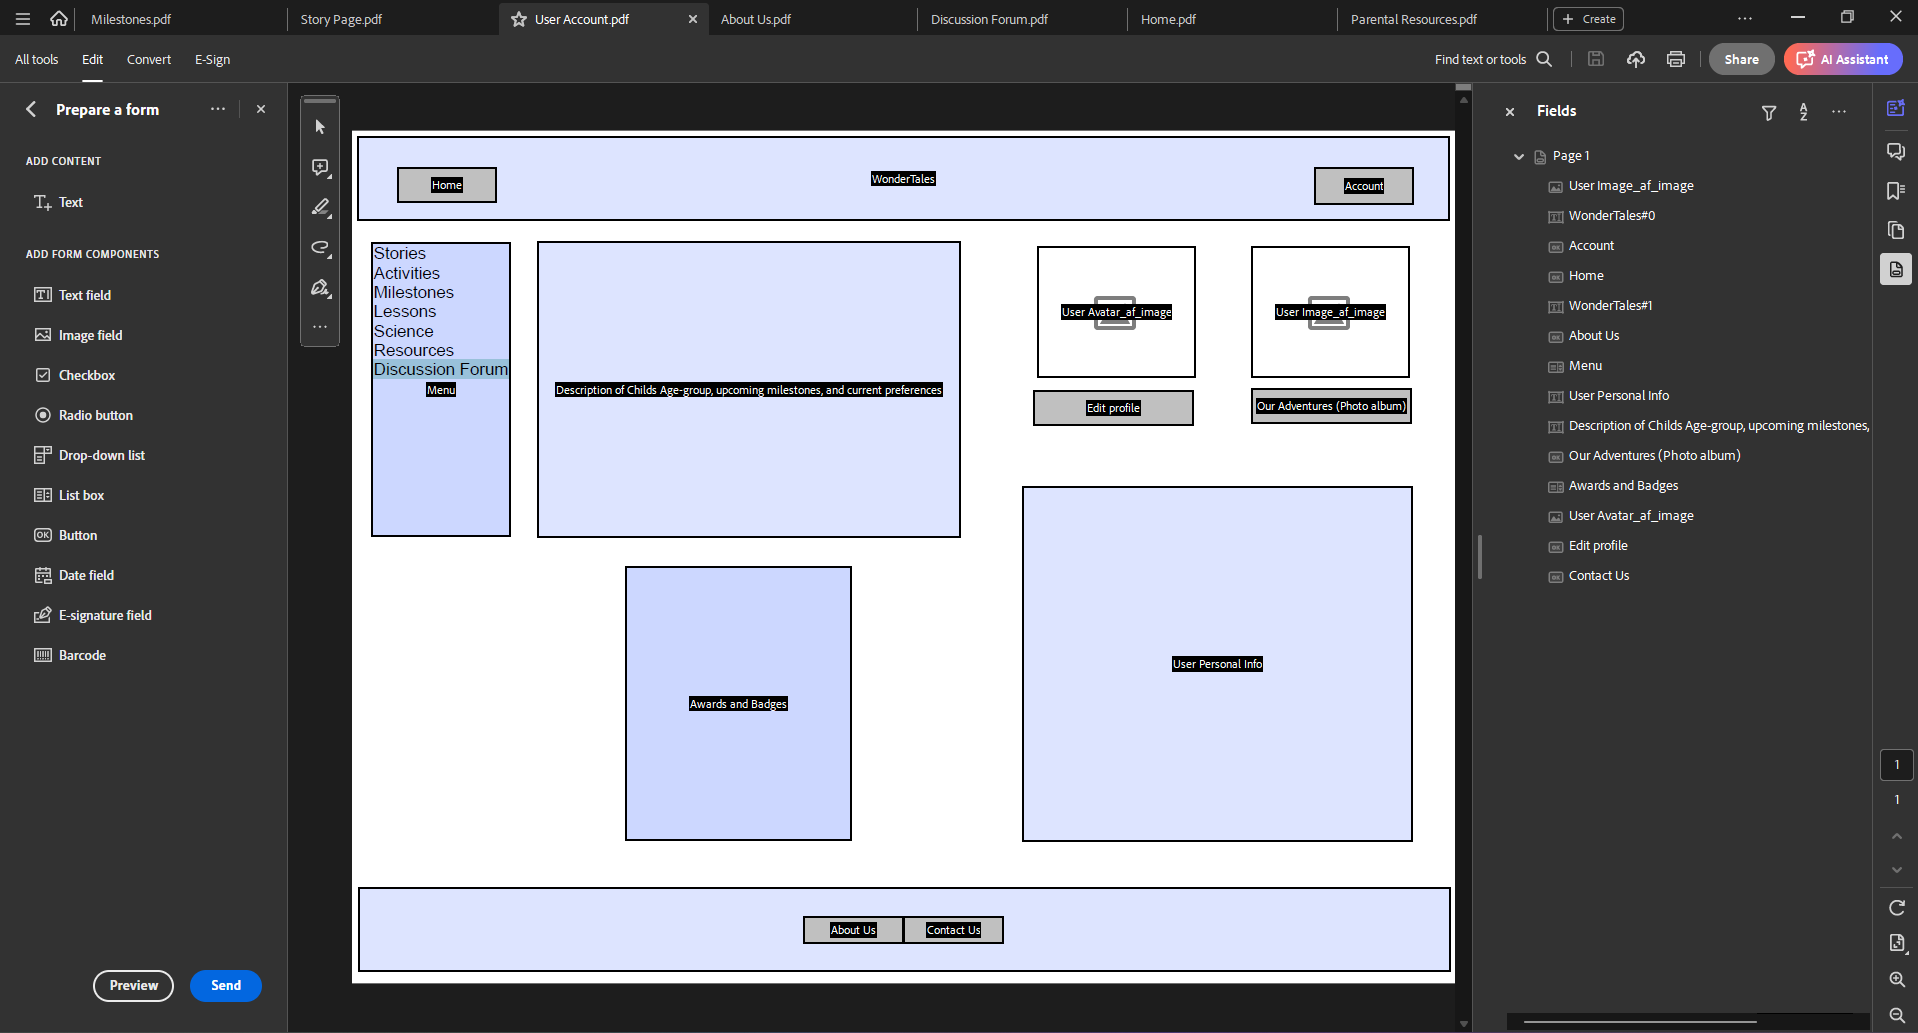 Milestones.pdf
Story Page.pdf
User Account.pdf
About Us.pdf
Discussion Forum.pdf
Home.pdf
Parental Resources.pdf
Create
All tools
Edit
Convert
E-Sign
Find text or tools
Share
AI Assistant
Prepare a form
ADD CONTENT
Text
ADD FORM COMPONENTS
Text field
Image field
Checkbox
Radio button
Drop-down list
List box
Button
Date field
E-signature field
Barcode
Preview
Send
Home
WonderTales
Account
Stories
Activities
Milestones
Lessons
Science
Resources
Discussion Forum
Menu
Description of Childs Age-group, upcoming milestones, and current preferences
User Avatar_af_image
User Image_af_image
Edit profile
Our Adventures (Photo album)
Awards and Badges
User Personal Info
About Us
Contact Us
Fields
Page 1
User Image_af_image
WonderTales#0
Account
Home
WonderTales#1
About Us
Menu
User Personal Info
Description of Childs Age-group, upcoming milestones,
Our Adventures (Photo album)
Awards and Badges
User Avatar_af_image
Edit profile
Contact Us
1
1